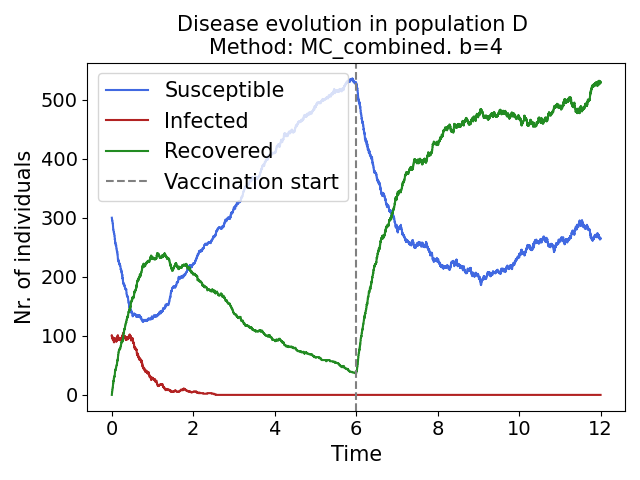 Disease evolution in population D
Method: MC_combined. b=4
Susceptible
Infected
Recovered
Vaccination start
Nr. of individuals
500
400
300
200
100
0
0 2 4 6 8 10 12
Time